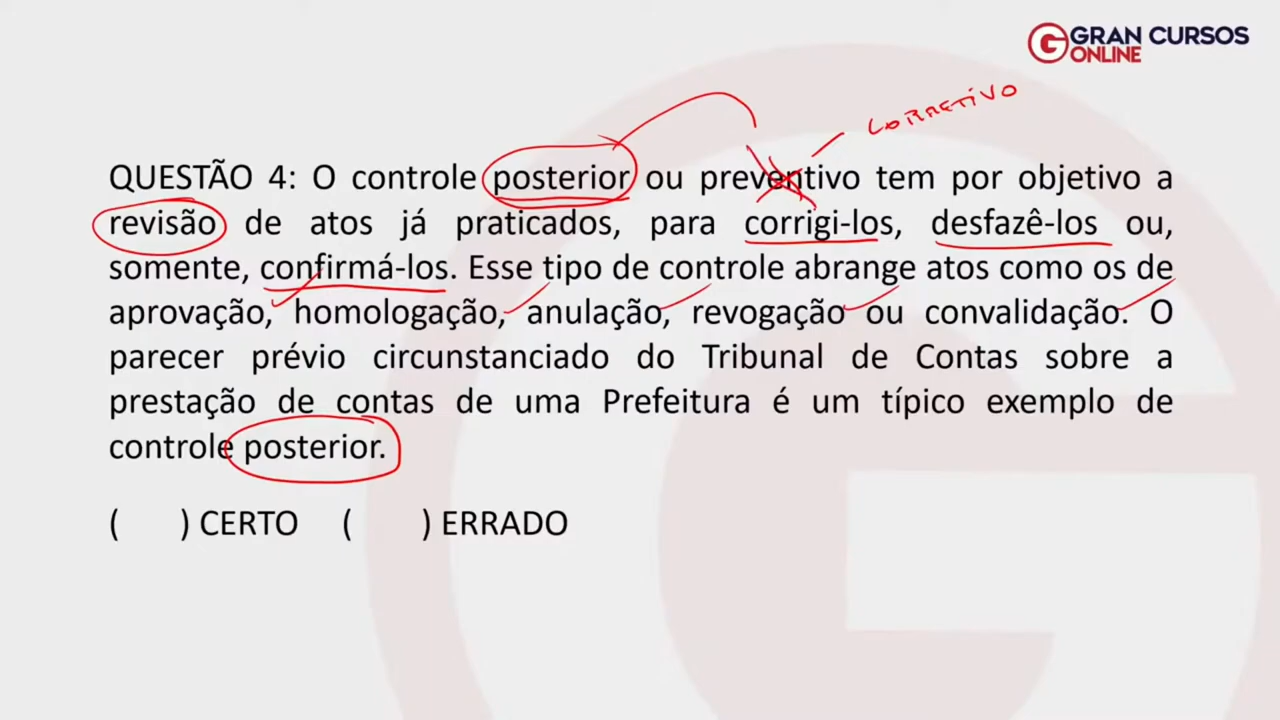 GRAN CURSOS
ONLINE
CORRETIVO
QUESTÃO 4: O controle posterior ou preventivo tem por objetivo a
revisão de atos já praticados, para corrigi-los, desfazê-los ou,
somente, confirmá-los. Esse tipo de controle abrange atos como os de
aprovação, homologação, anulação, revogação ou convalidação. O
parecer prévio circunstanciado do Tribunal de Contas sobre a
prestação de contas de uma Prefeitura é um típico exemplo de
controle posterior.
( ) CERTO ( ) ERRADO